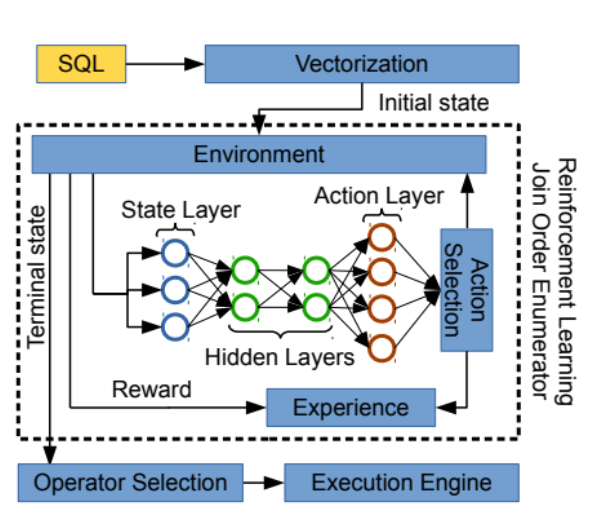 SQL
Vectorization
Initial state
Environment
State Layer
Action Layer
Terminal state
Action
Selection
Hidden Layers
Reward
Experience
Reinforcement Learning
Join Order Enumerator
Operator Selection
Execution Engine